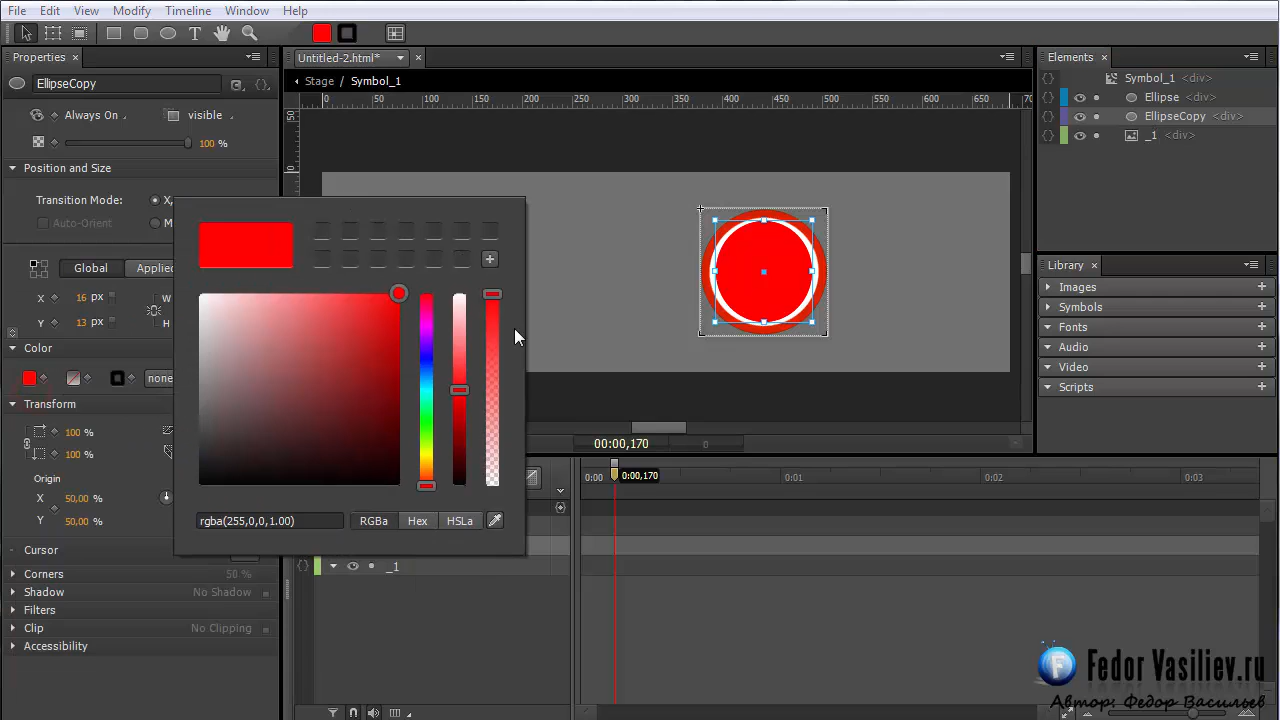 File Edit View Modify Timeline Window Help
Properties × Untitled-2.html* × Elements ×
EllipseCopy Stage / Symbol_1 Symbol_1 <div>
0 50 100 150 200 250 300 350 400 450 500 550 600 650 70
Ellipse <div>
Always On visible EllipseCopy <div>
100 % _1 <div>
Position and Size
Transition Mode: X,
Auto-Orient M
Global Applied Library ×
Images
X 16 px W Symbols
Y 13 px H Fonts
Color Audio
Video
none Scripts
Transform
100 %
100 % 00:00,170 0
Origin 0:00 0:00,170 0:01 0:02 0:03
X 50,00 %
Y 50,00 % rgba(255,0,0,1.00) RGBa Hex HSLa
Cursor
Corners 50 % _1
Shadow No Shadow
Filters
Clip No Clipping
Accessibility
Fedor Vasiliev.ru
Автор: Федор Васильев